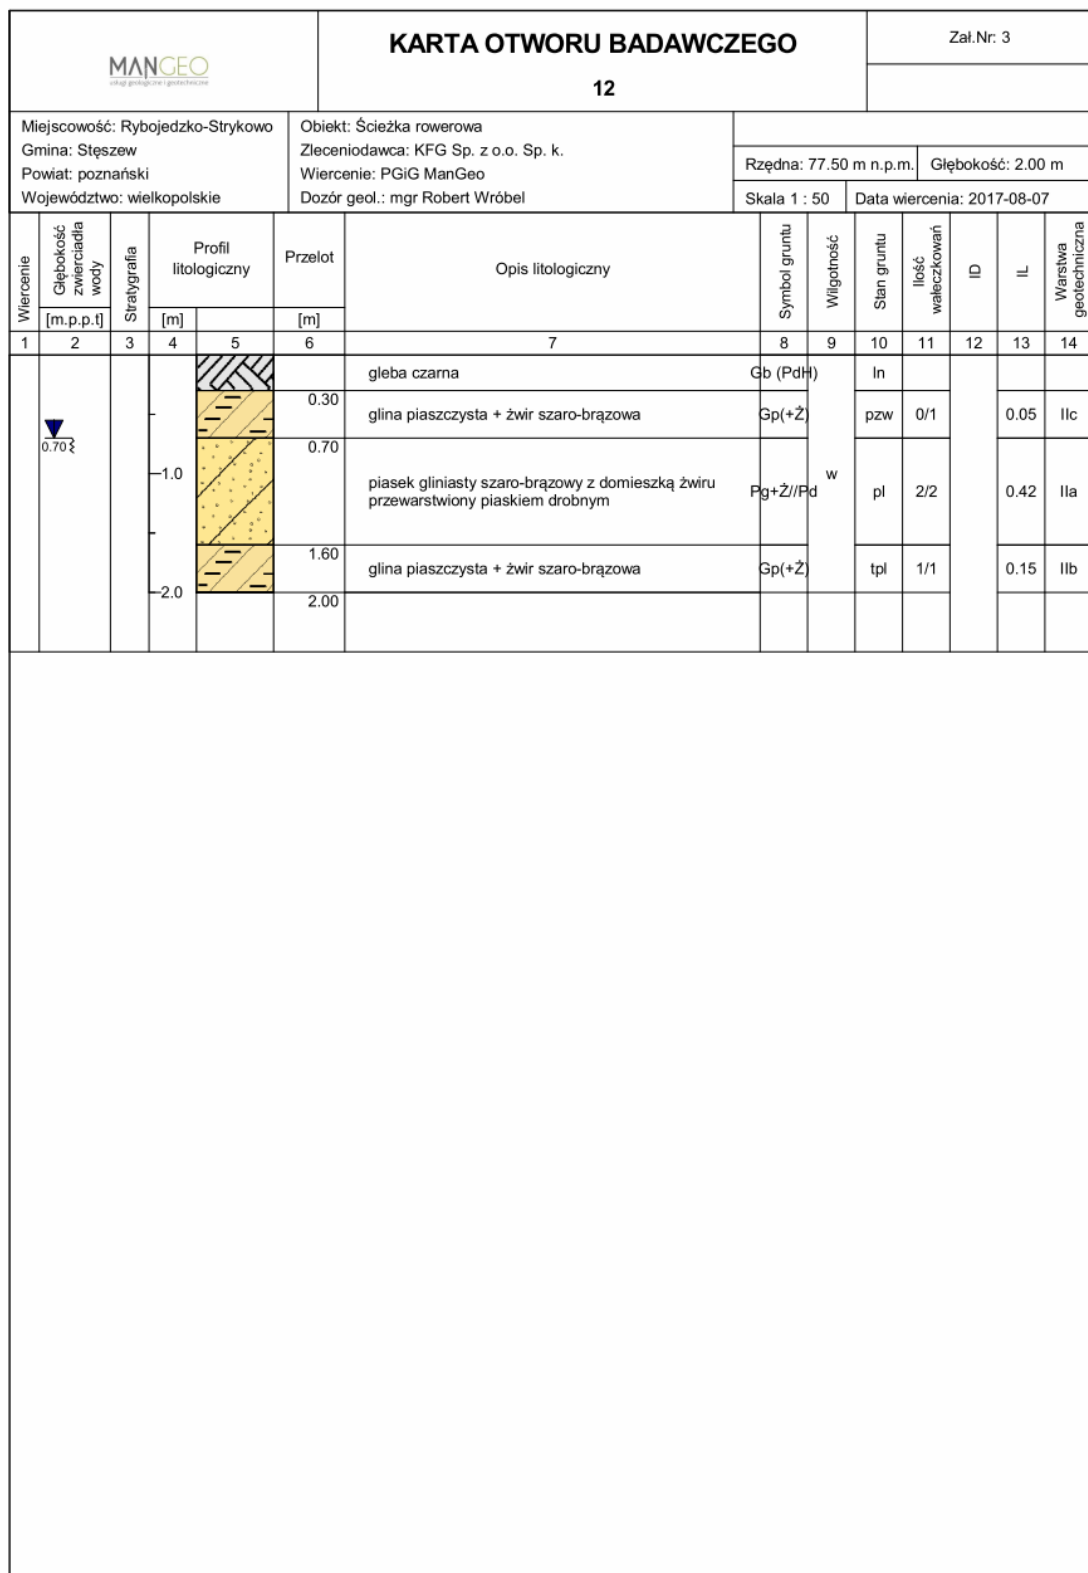 MANGEO
usługi geologiczne i geotechniczne
KARTA OTWORU BADAWCZEGO
12
Zał.Nr: 3
Miejscowość: Rybojedzko-Strykowo
Gmina: Stęszew
Powiat: poznański
Województwo: wielkopolskie
Obiekt: Ścieżka rowerowa
Zleceniodawca: KFG Sp. z o.o. Sp. k.
Wiercenie: PGiG ManGeo
Dozór geol.: mgr Robert Wróbel
Rzędna: 77.50 m n.p.m. Głębokość: 2.00 m
Skala 1 : 50 Data wiercenia: 2017-08-07
Wiercenie
Głębokość
zwierciadła
wody
[m.p.p.t]
Stratygrafia
Profil
litologiczny
[m]
Przelot
[m]
Opis litologiczny
Symbol gruntu
Wilgotność
Stan gruntu
Ilość
wałeczkowań
ID
IL
Warstwa
geotechniczna
1 2 3 4 5 6 7 8 9 10 11 12 13 14
gleba czarna Gb (PdH) ln
0.30
glina piaszczysta + żwir szaro-brązowa Gp(+Ż) pzw 0/1 0.05 IIc
0.70
0.70
1.0
piasek gliniasty szaro-brązowy z domieszką żwiru
przewarstwiony piaskiem drobnym
Pg+Ż//Pd w pl 2/2 0.42 IIa
1.60
glina piaszczysta + żwir szaro-brązowa Gp(+Ż) tpl 1/1 0.15 IIb
2.0
2.00